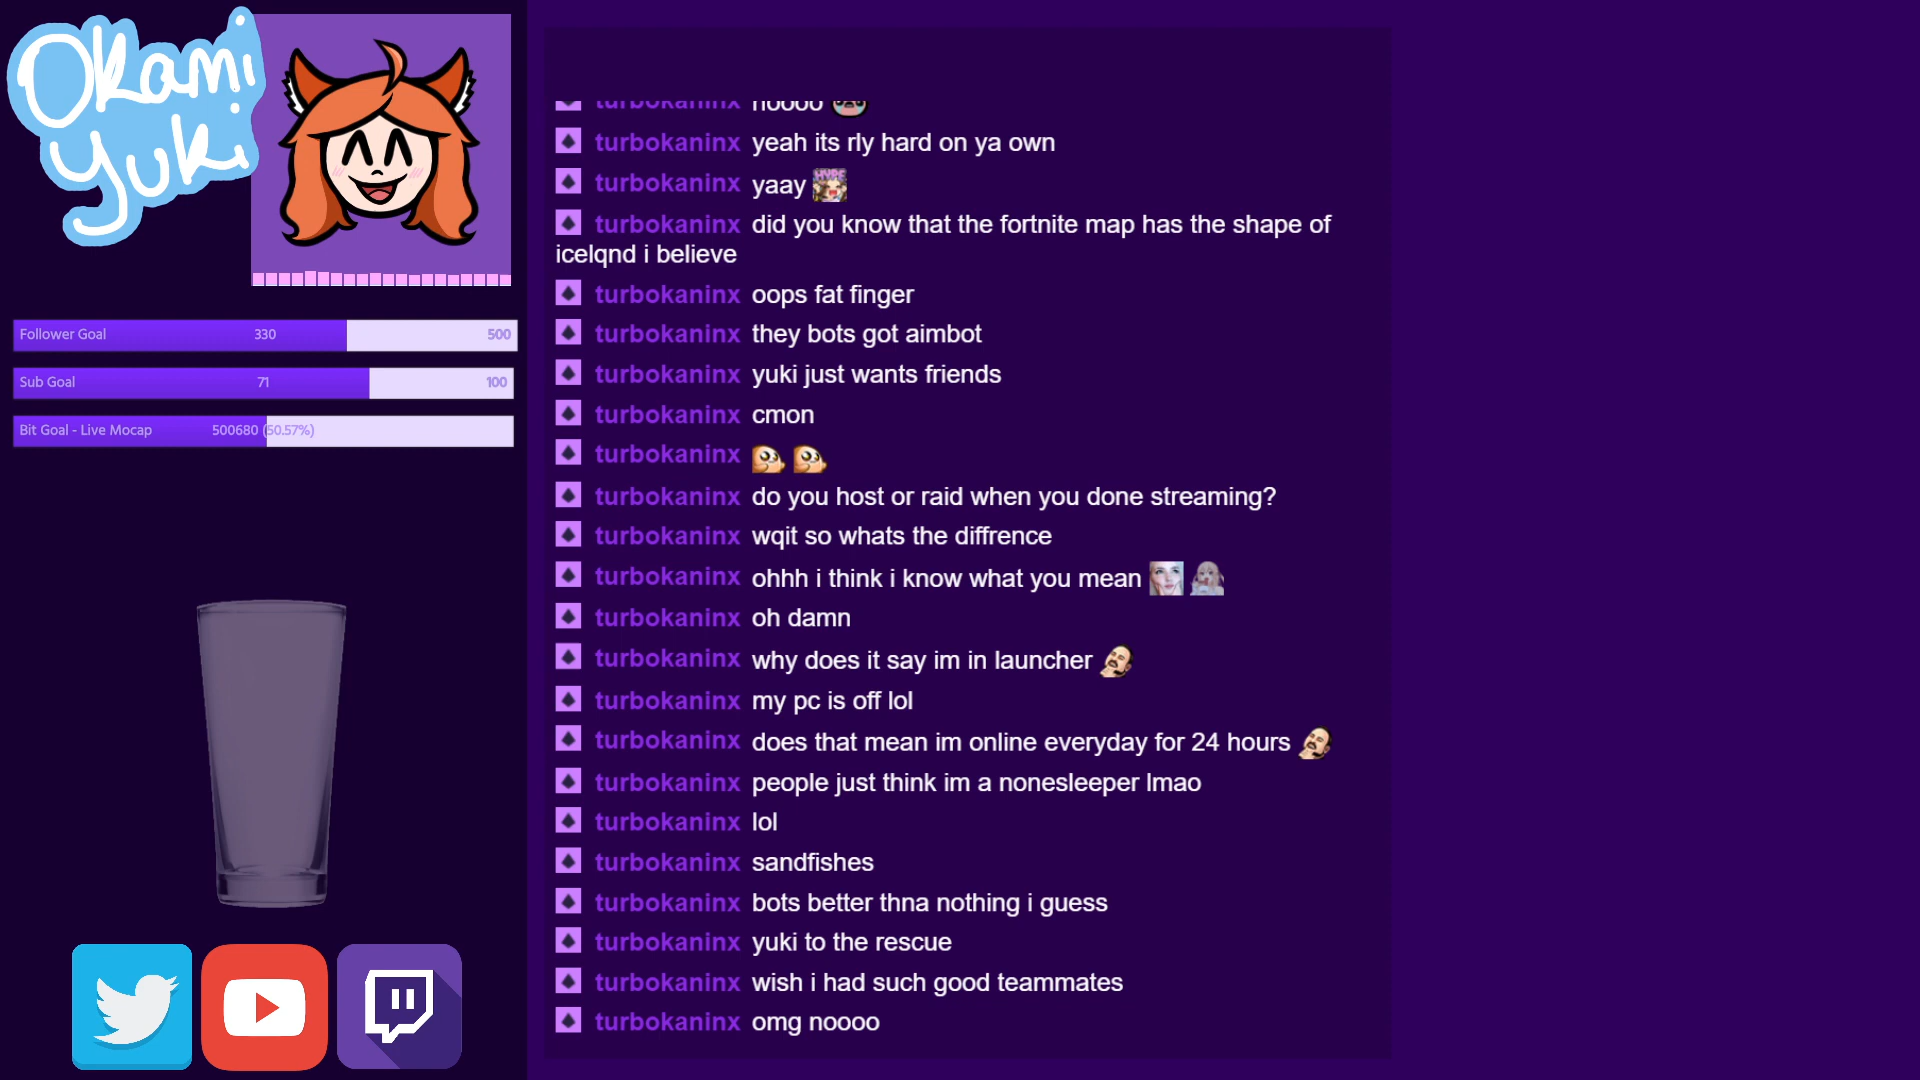 Okami
Yuki
Follower Goal 330 500
Sub Goal 71 100
Bit Goal - Live Mocap 500680 (50.57%)
turbokaninx noooo
turbokaninx yeah its rly hard on ya own
turbokaninx yaay HYPE
turbokaninx did you know that the fortnite map has the shape of
icelqnd i believe
turbokaninx oops fat finger
turbokaninx they bots got aimbot
turbokaninx yuki just wants friends
turbokaninx cmon
turbokaninx
turbokaninx do you host or raid when you done streaming?
turbokaninx wqit so whats the diffrence
turbokaninx ohhh i think i know what you mean
turbokaninx oh damn
turbokaninx why does it say im in launcher
turbokaninx my pc is off lol
turbokaninx does that mean im online everyday for 24 hours
turbokaninx people just think im a nonesleeper lmao
turbokaninx lol
turbokaninx sandfishes
turbokaninx bots better thna nothing i guess
turbokaninx yuki to the rescue
turbokaninx wish i had such good teammates
turbokaninx omg noooo